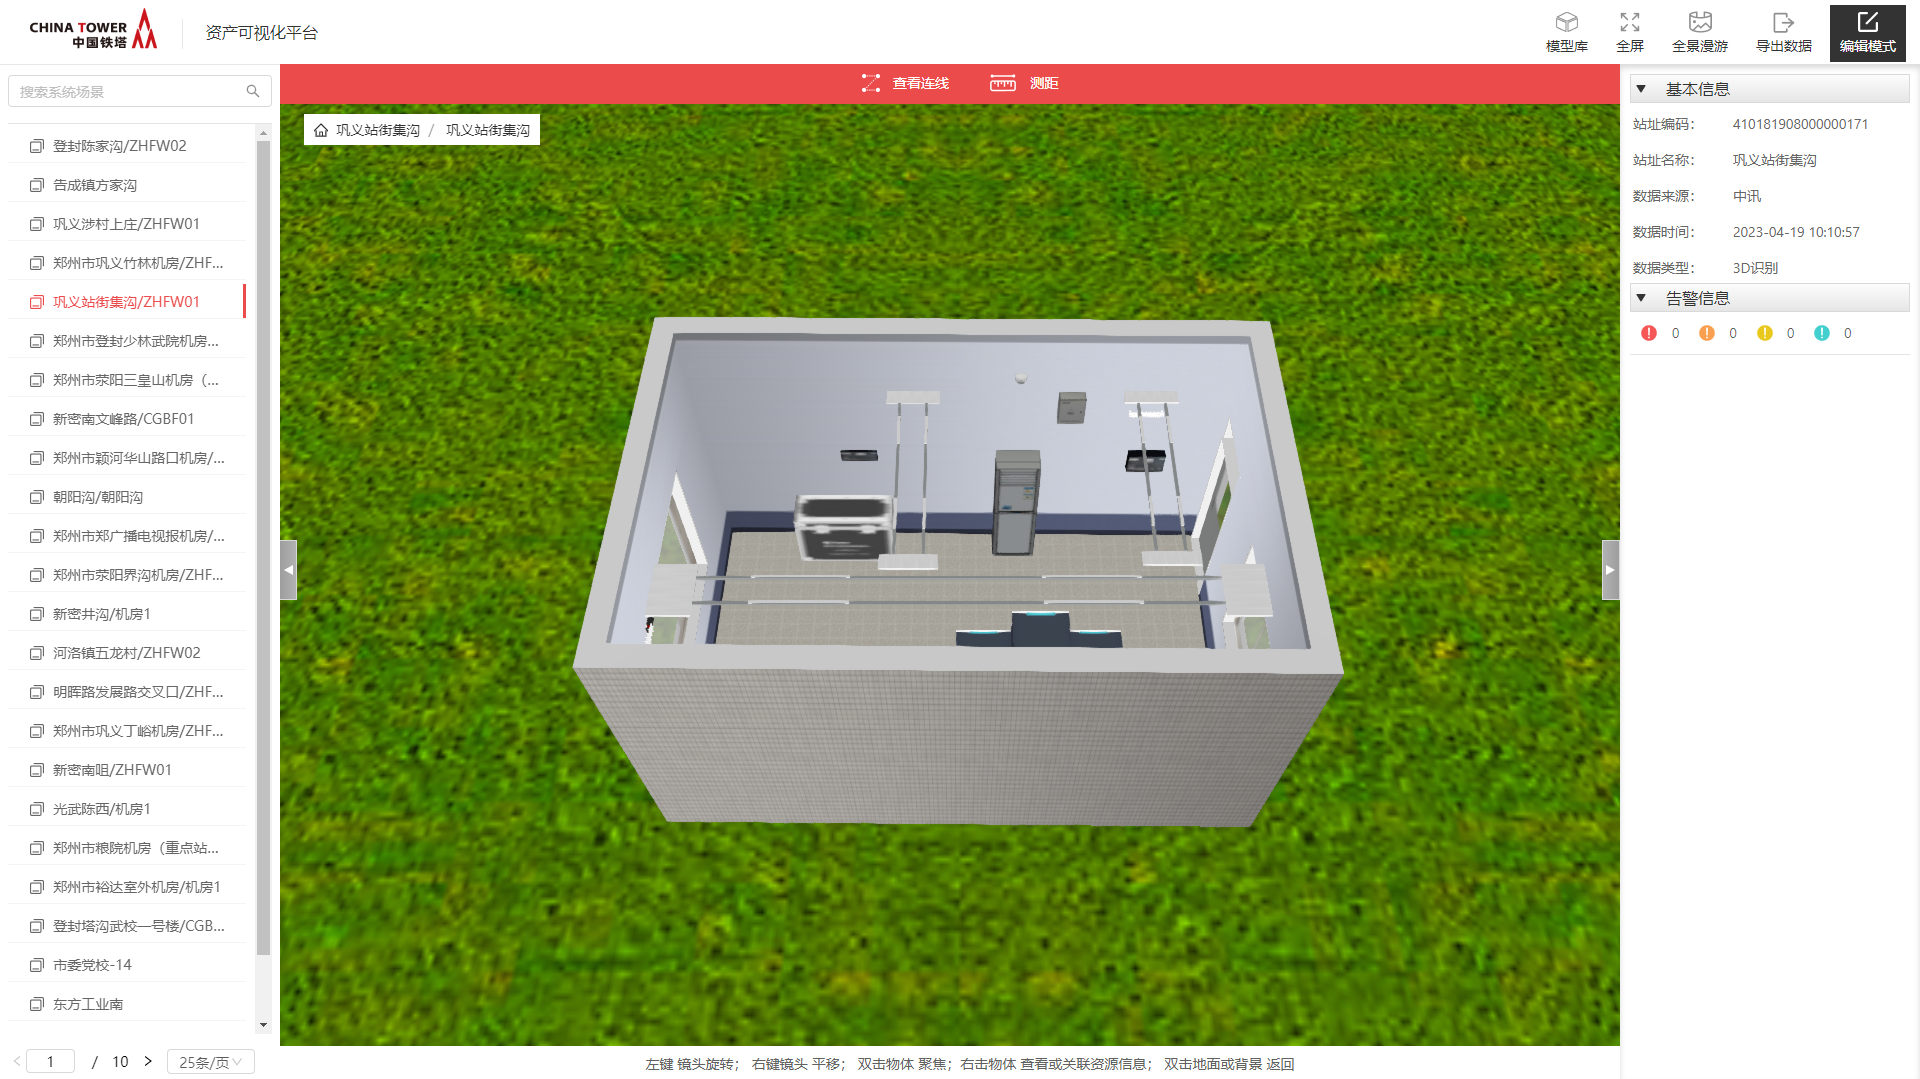 CHINA TOWER
中国铁塔
资产可视化平台
模型库
全屏
全景漫游
导出数据
编辑模式
搜索系统场景
查看连线
测距
巩义站街集沟 / 巩义站街集沟
登封陈家沟/ZHFW02
告成镇方家沟
巩义涉村上庄/ZHFW01
郑州市巩义竹林机房/ZHF...
巩义站街集沟/ZHFW01
郑州市登封少林武院机房...
郑州市荥阳三皇山机房（...
新密南文峰路/CGBF01
郑州市颖河华山路口机房/...
朝阳沟/朝阳沟
郑州市郑广播电视报机房/...
郑州市荥阳界沟机房/ZHF...
新密井沟/机房1
河洛镇五龙村/ZHFW02
明晖路发展路交叉口/ZHF...
郑州市巩义丁峪机房/ZHF...
新密南咀/ZHFW01
光武陈西/机房1
郑州市粮院机房（重点站...
郑州市裕达室外机房/机房1
登封塔沟武校一号楼/CGB...
市委党校-14
东方工业南
< 1 / 10 > 25条/页
基本信息
站址编码： 410181908000000171
站址名称： 巩义站街集沟
数据来源： 中讯
数据时间： 2023-04-19 10:10:57
数据类型： 3D识别
告警信息
0 0 0 0
左键 镜头旋转； 右键镜头 平移； 双击物体 聚焦；右击物体 查看或关联资源信息； 双击地面或背景 返回